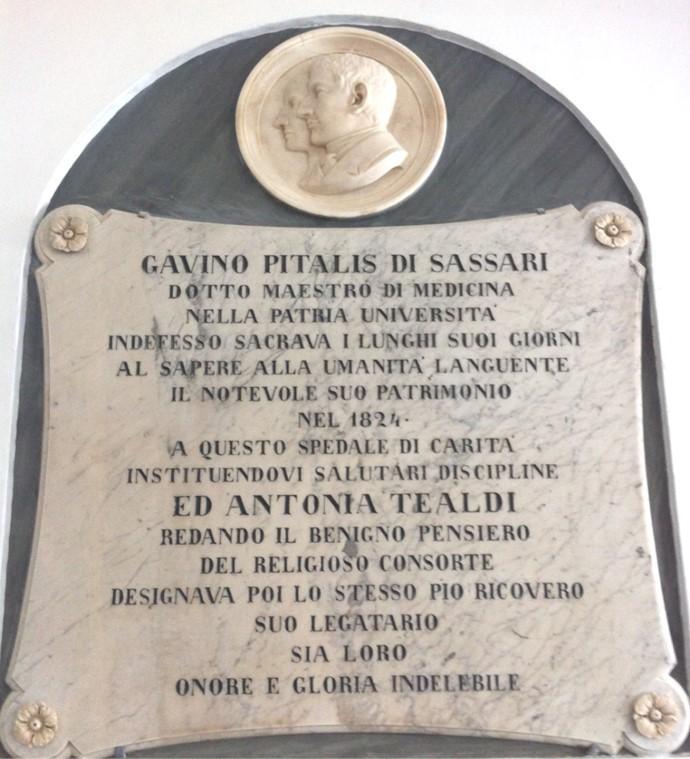 GAVINO PITALIS DI SASSARI
DOTTO MAESTRO DI MEDICINA
NELLA PATRIA UNIVERSITA'
INDEFESSO SACRAVA I LUNGHI SUOI GIORNI
AL SAPERE ALLA UMANITA' LANGUENTE
IL NOTEVOLE SUO PATRIMONIO
NEL 1824·
A QUESTO SPEDALE DI CARITA'
INSTITUENDOVI SALUTARI DISCIPLINE
ED ANTONIA TEALDI
REDANDO IL BENIGNO PENSIERO
DEL RELIGIOSO CONSORTE
DESIGNAVA POI LO STESSO PIO RICOVERO
SUO LEGATARIO
SIA LORO
ONORE E GLORIA INDELEBILE